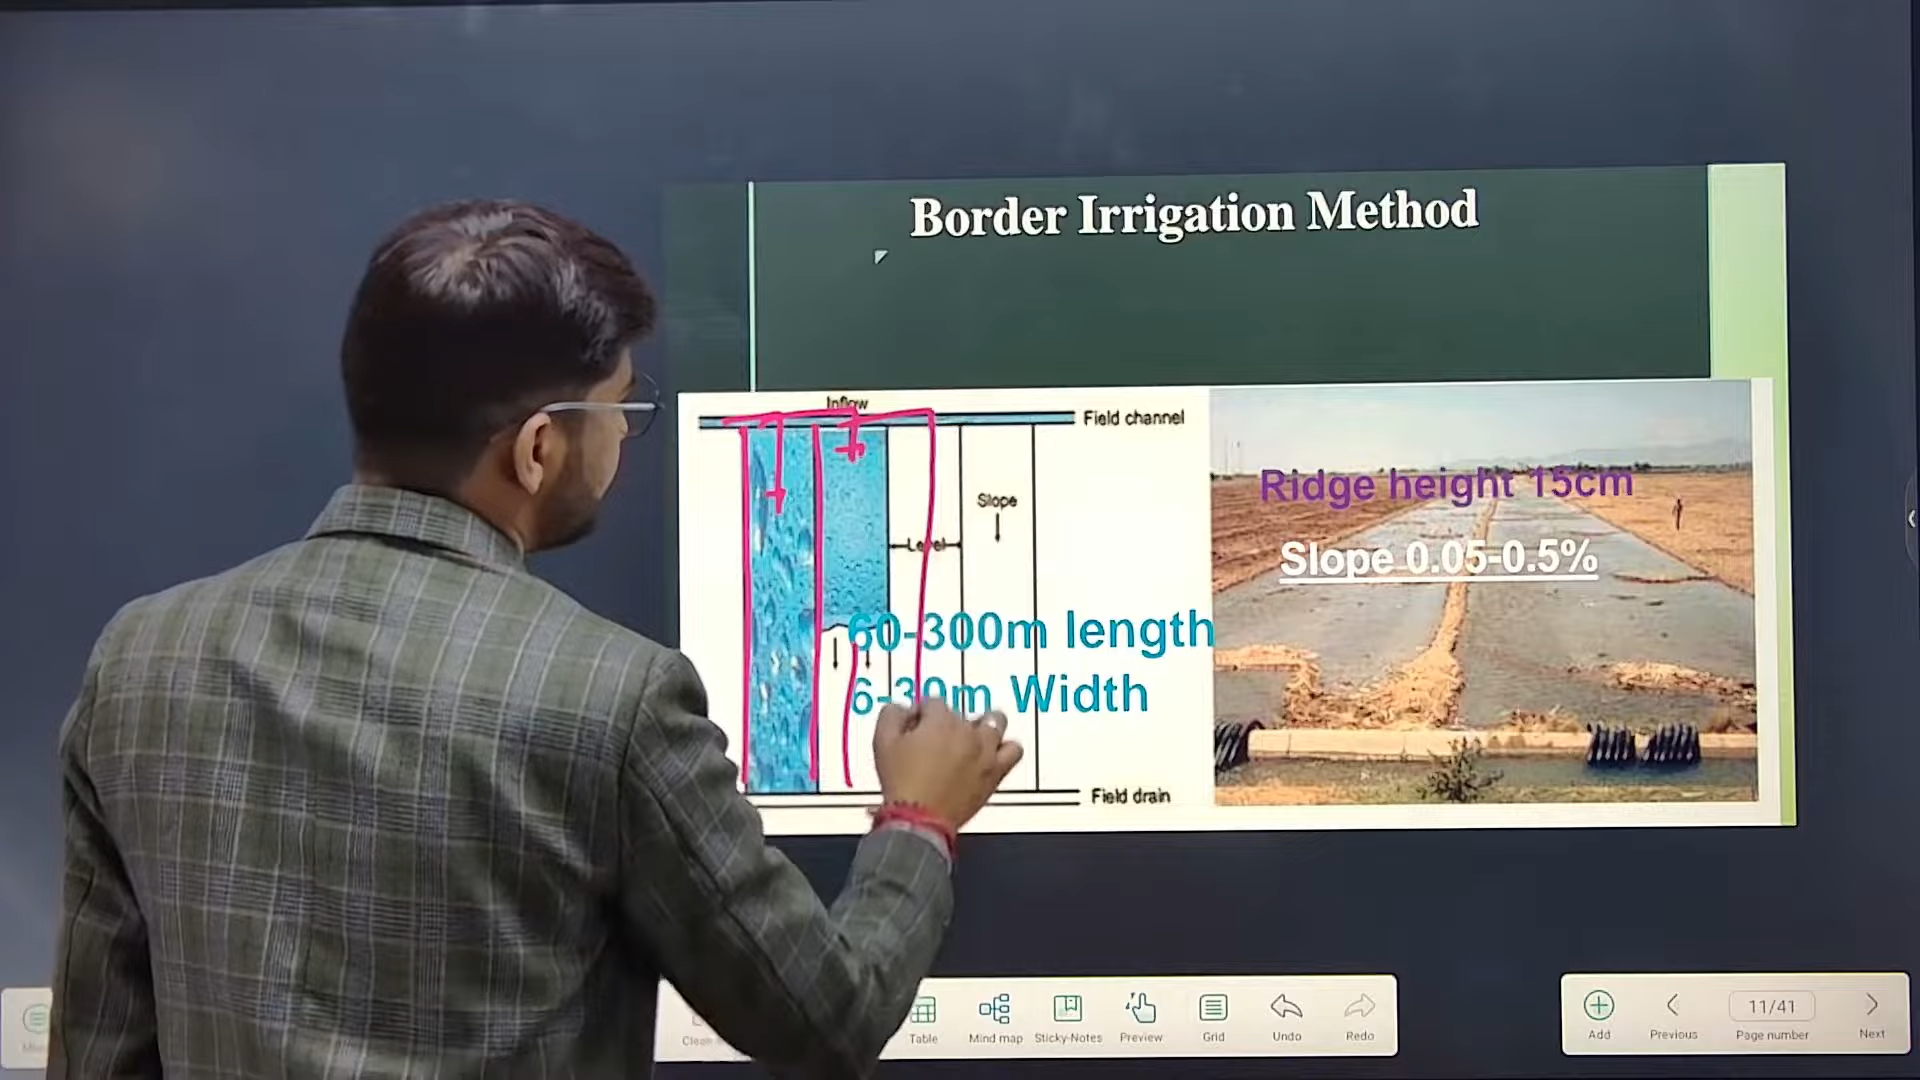 Border Irrigation Method
Inflow
Field channel
Slope
Level
60-300m length
6-30m Width
Field drain
Ridge height 15cm
Slope 0.05-0.5%
Table
Mind map
Sticky-Notes
Preview
Grid
Undo
Redo
Add
Previous
11/41
Page number
Next